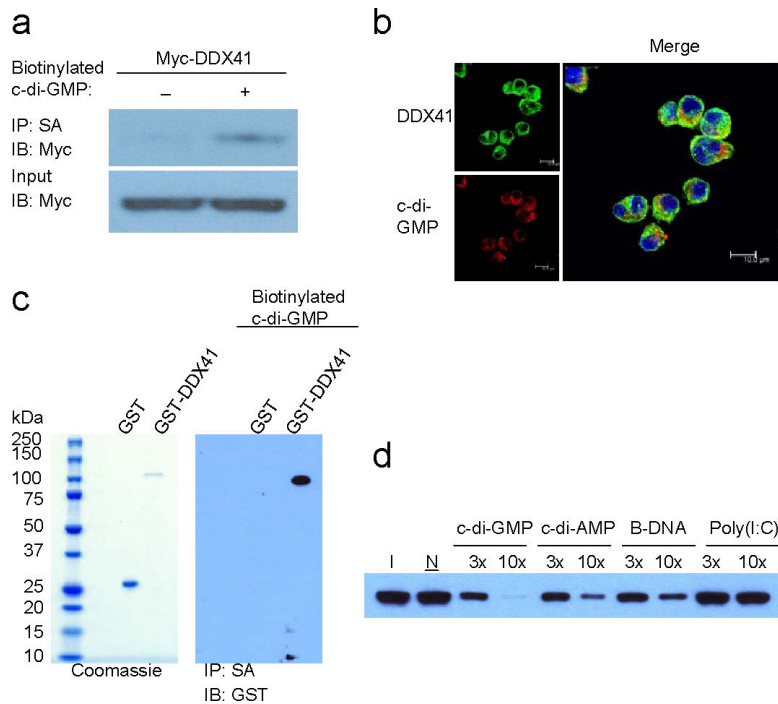 a
Myc-DDX41
Biotinylated
c-di-GMP:
– +
IP: SA
IB: Myc
Input
IB: Myc
b
Merge
DDX41
c-di-
GMP
10.0 µm
c
Biotinylated
c-di-GMP
GST
GST-DDX41
GST
GST-DDX41
kDa
250
150
100
75
50
37
25
20
15
10
Coomassie
IP: SA
IB: GST
d
c-di-GMP c-di-AMP B-DNA Poly(I:C)
I N 3x 10x 3x 10x 3x 10x 3x 10x